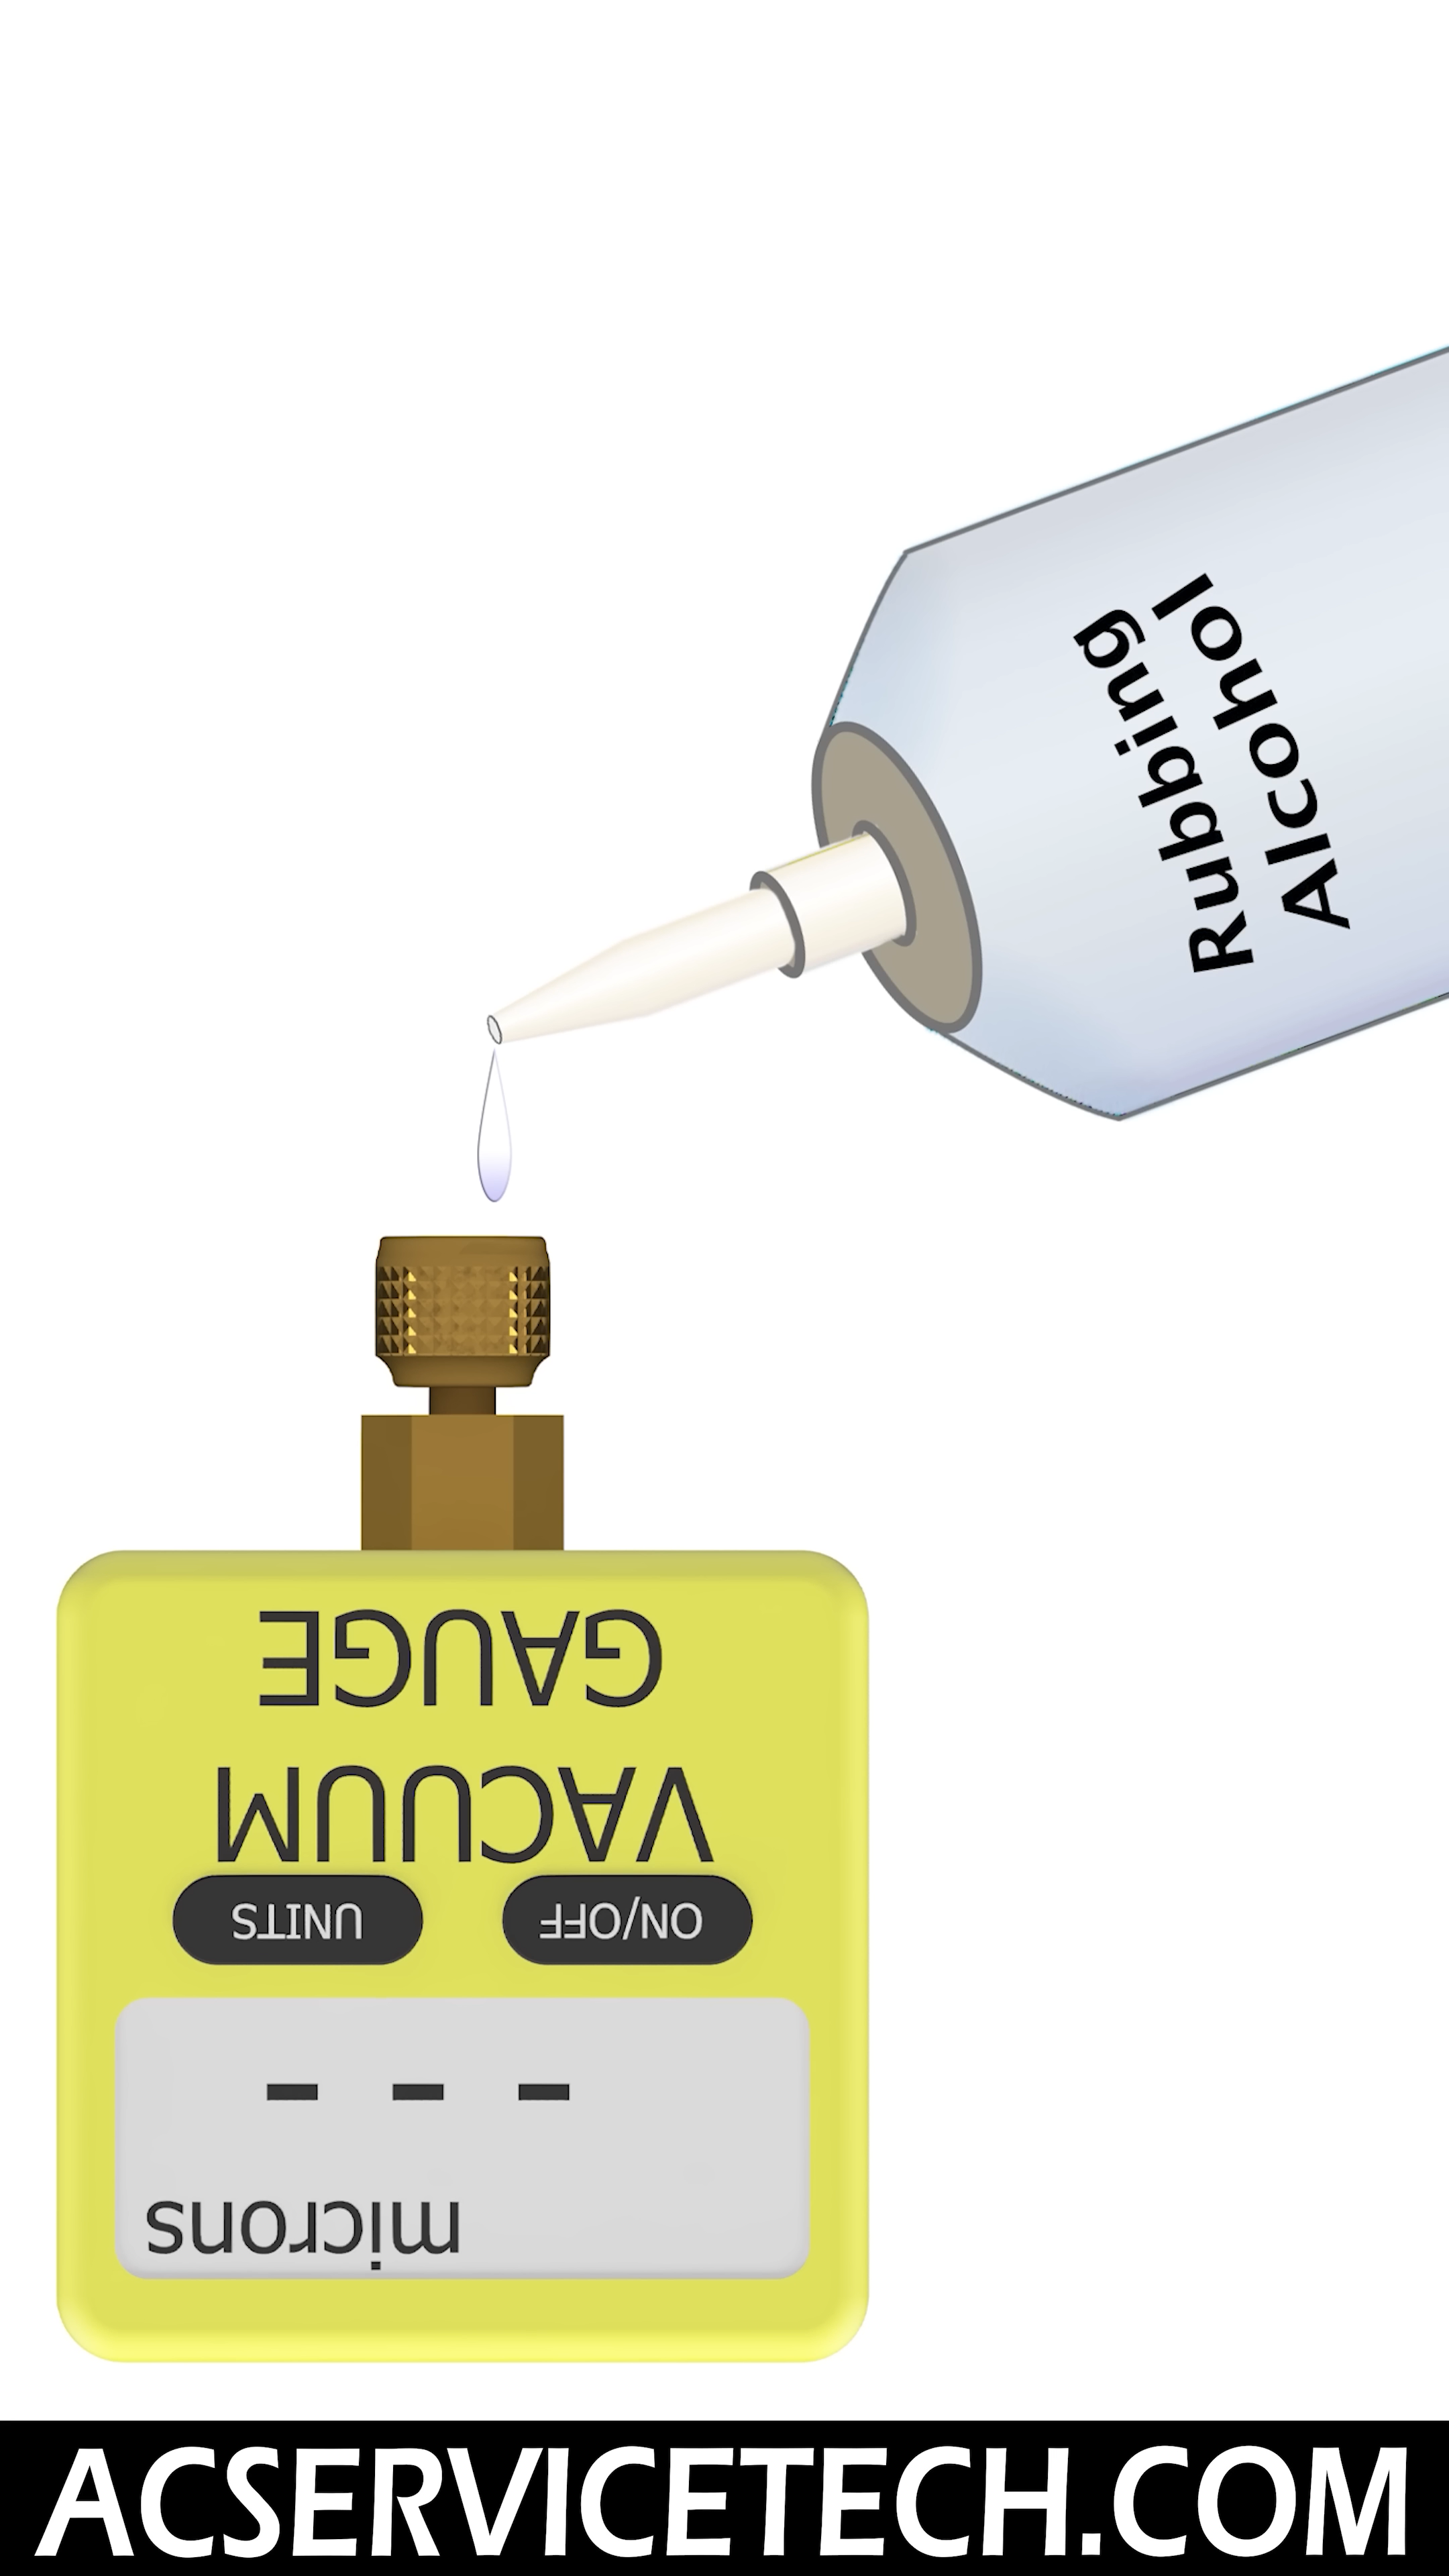 Rubbing
Alcohol
GAUGE
VACUUM
UNITS ON/OFF
- - -
microns
ACSERVICETECH.COM